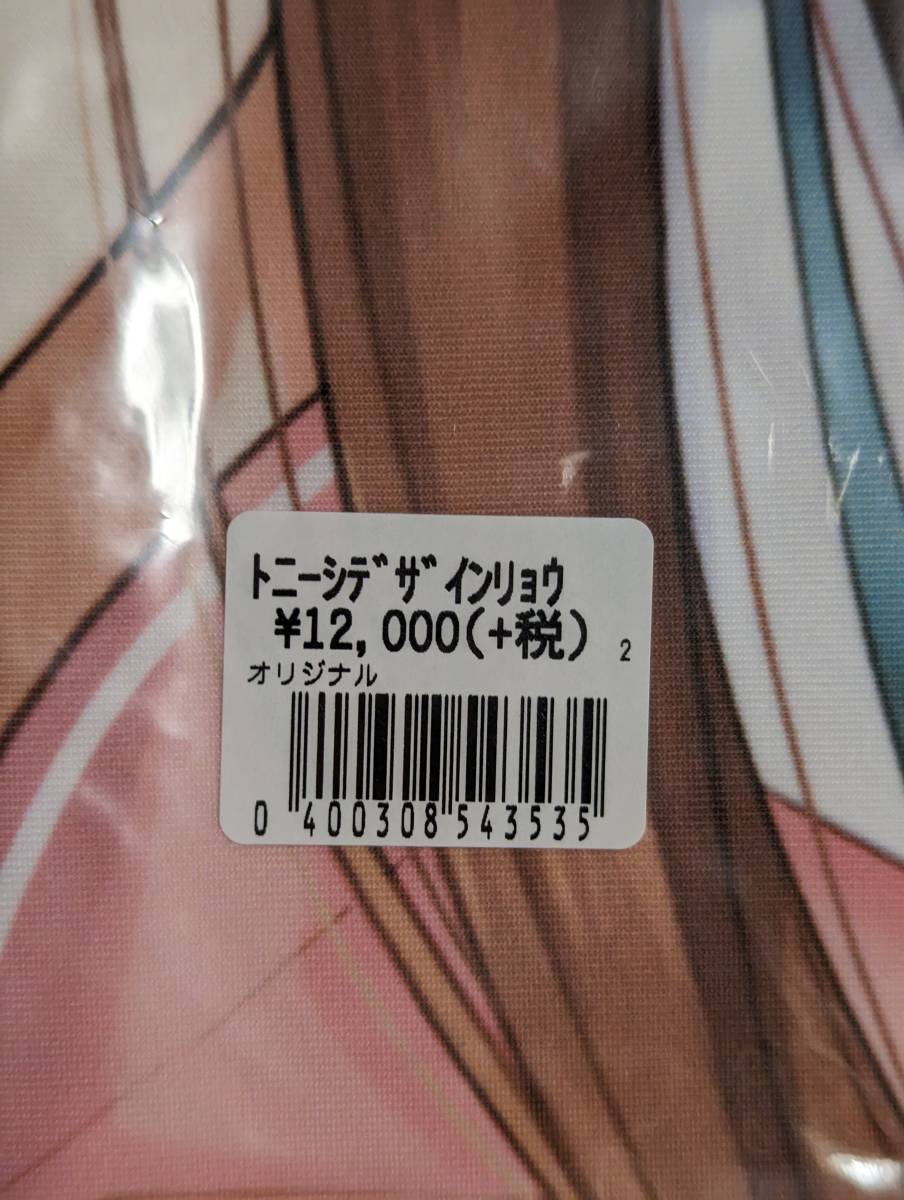 ﾄﾆｰｼﾃﾞｻﾞｲﾝﾘｮｳ
¥12,000(+税) 2
オリジナル
0 400308 543535